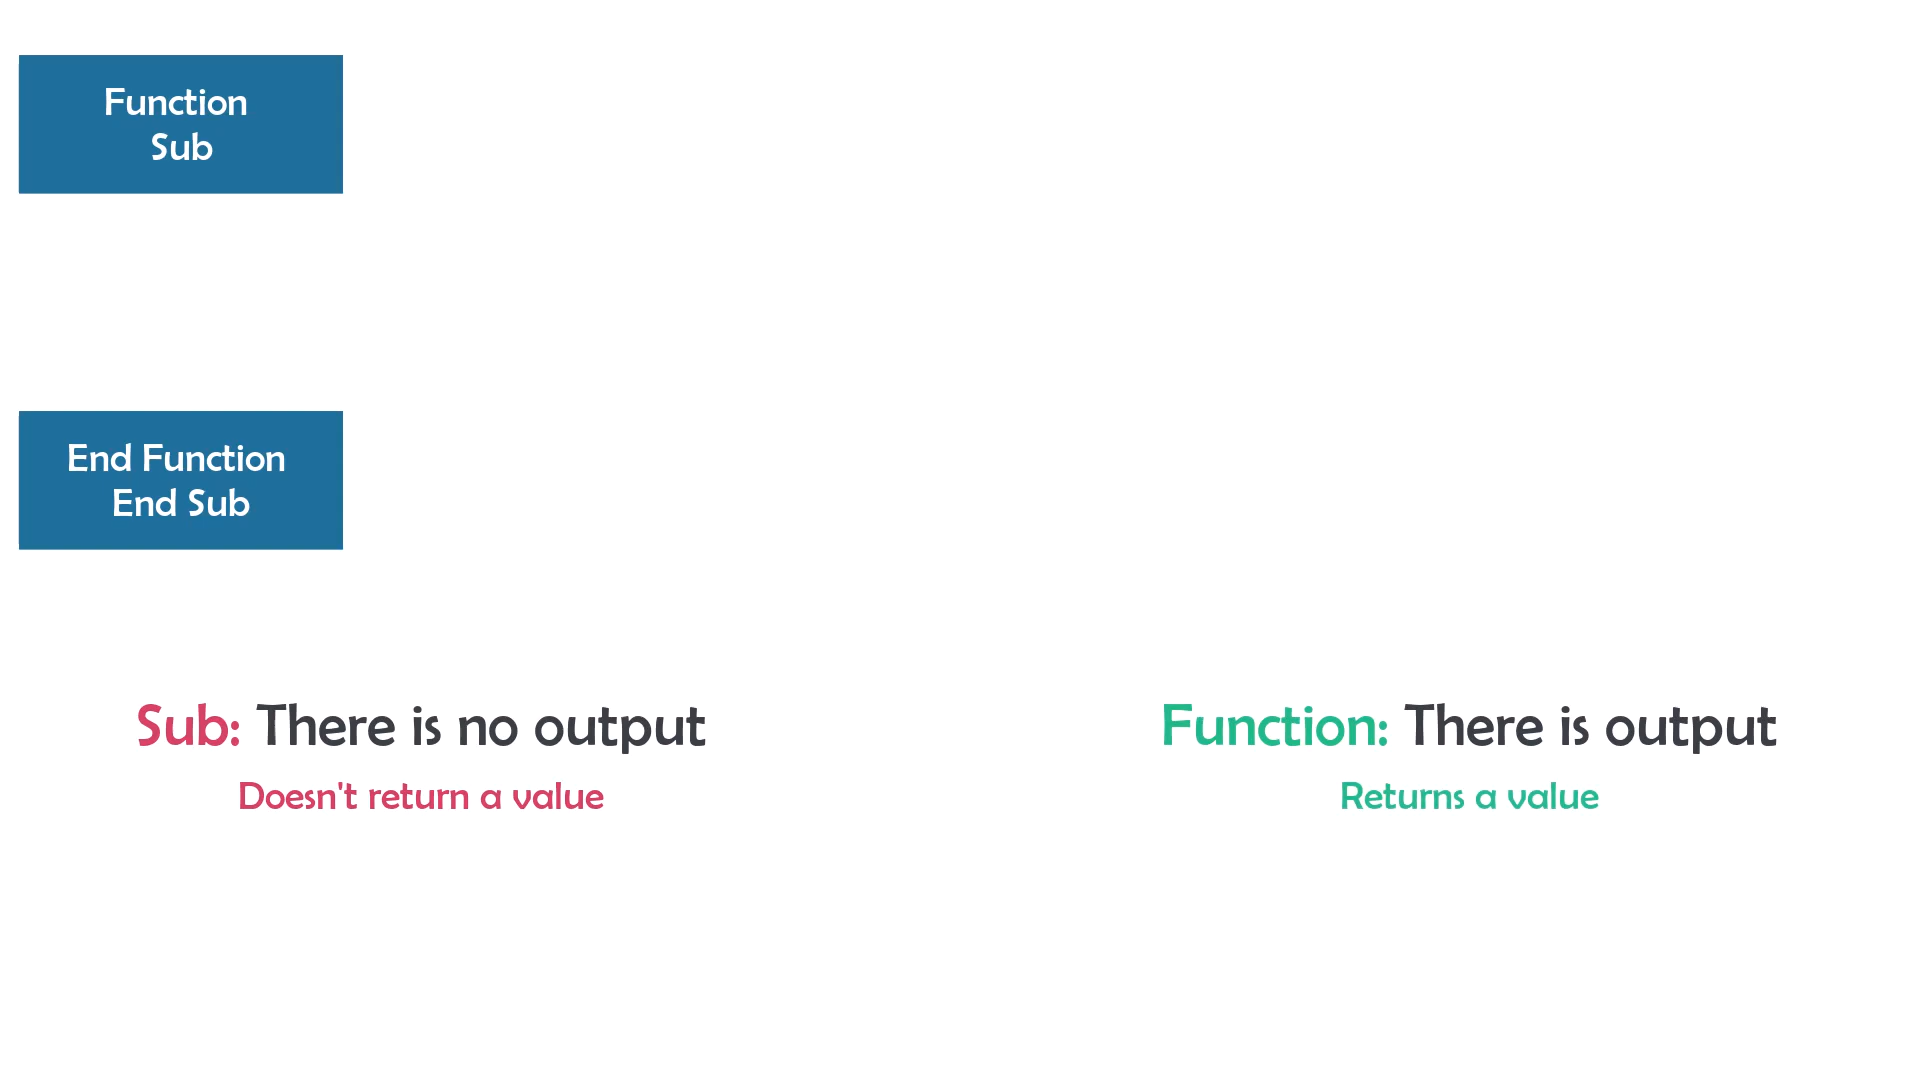 Function
Sub
End Function
End Sub
Sub: There is no output
Doesn't return a value
Function: There is output
Returns a value